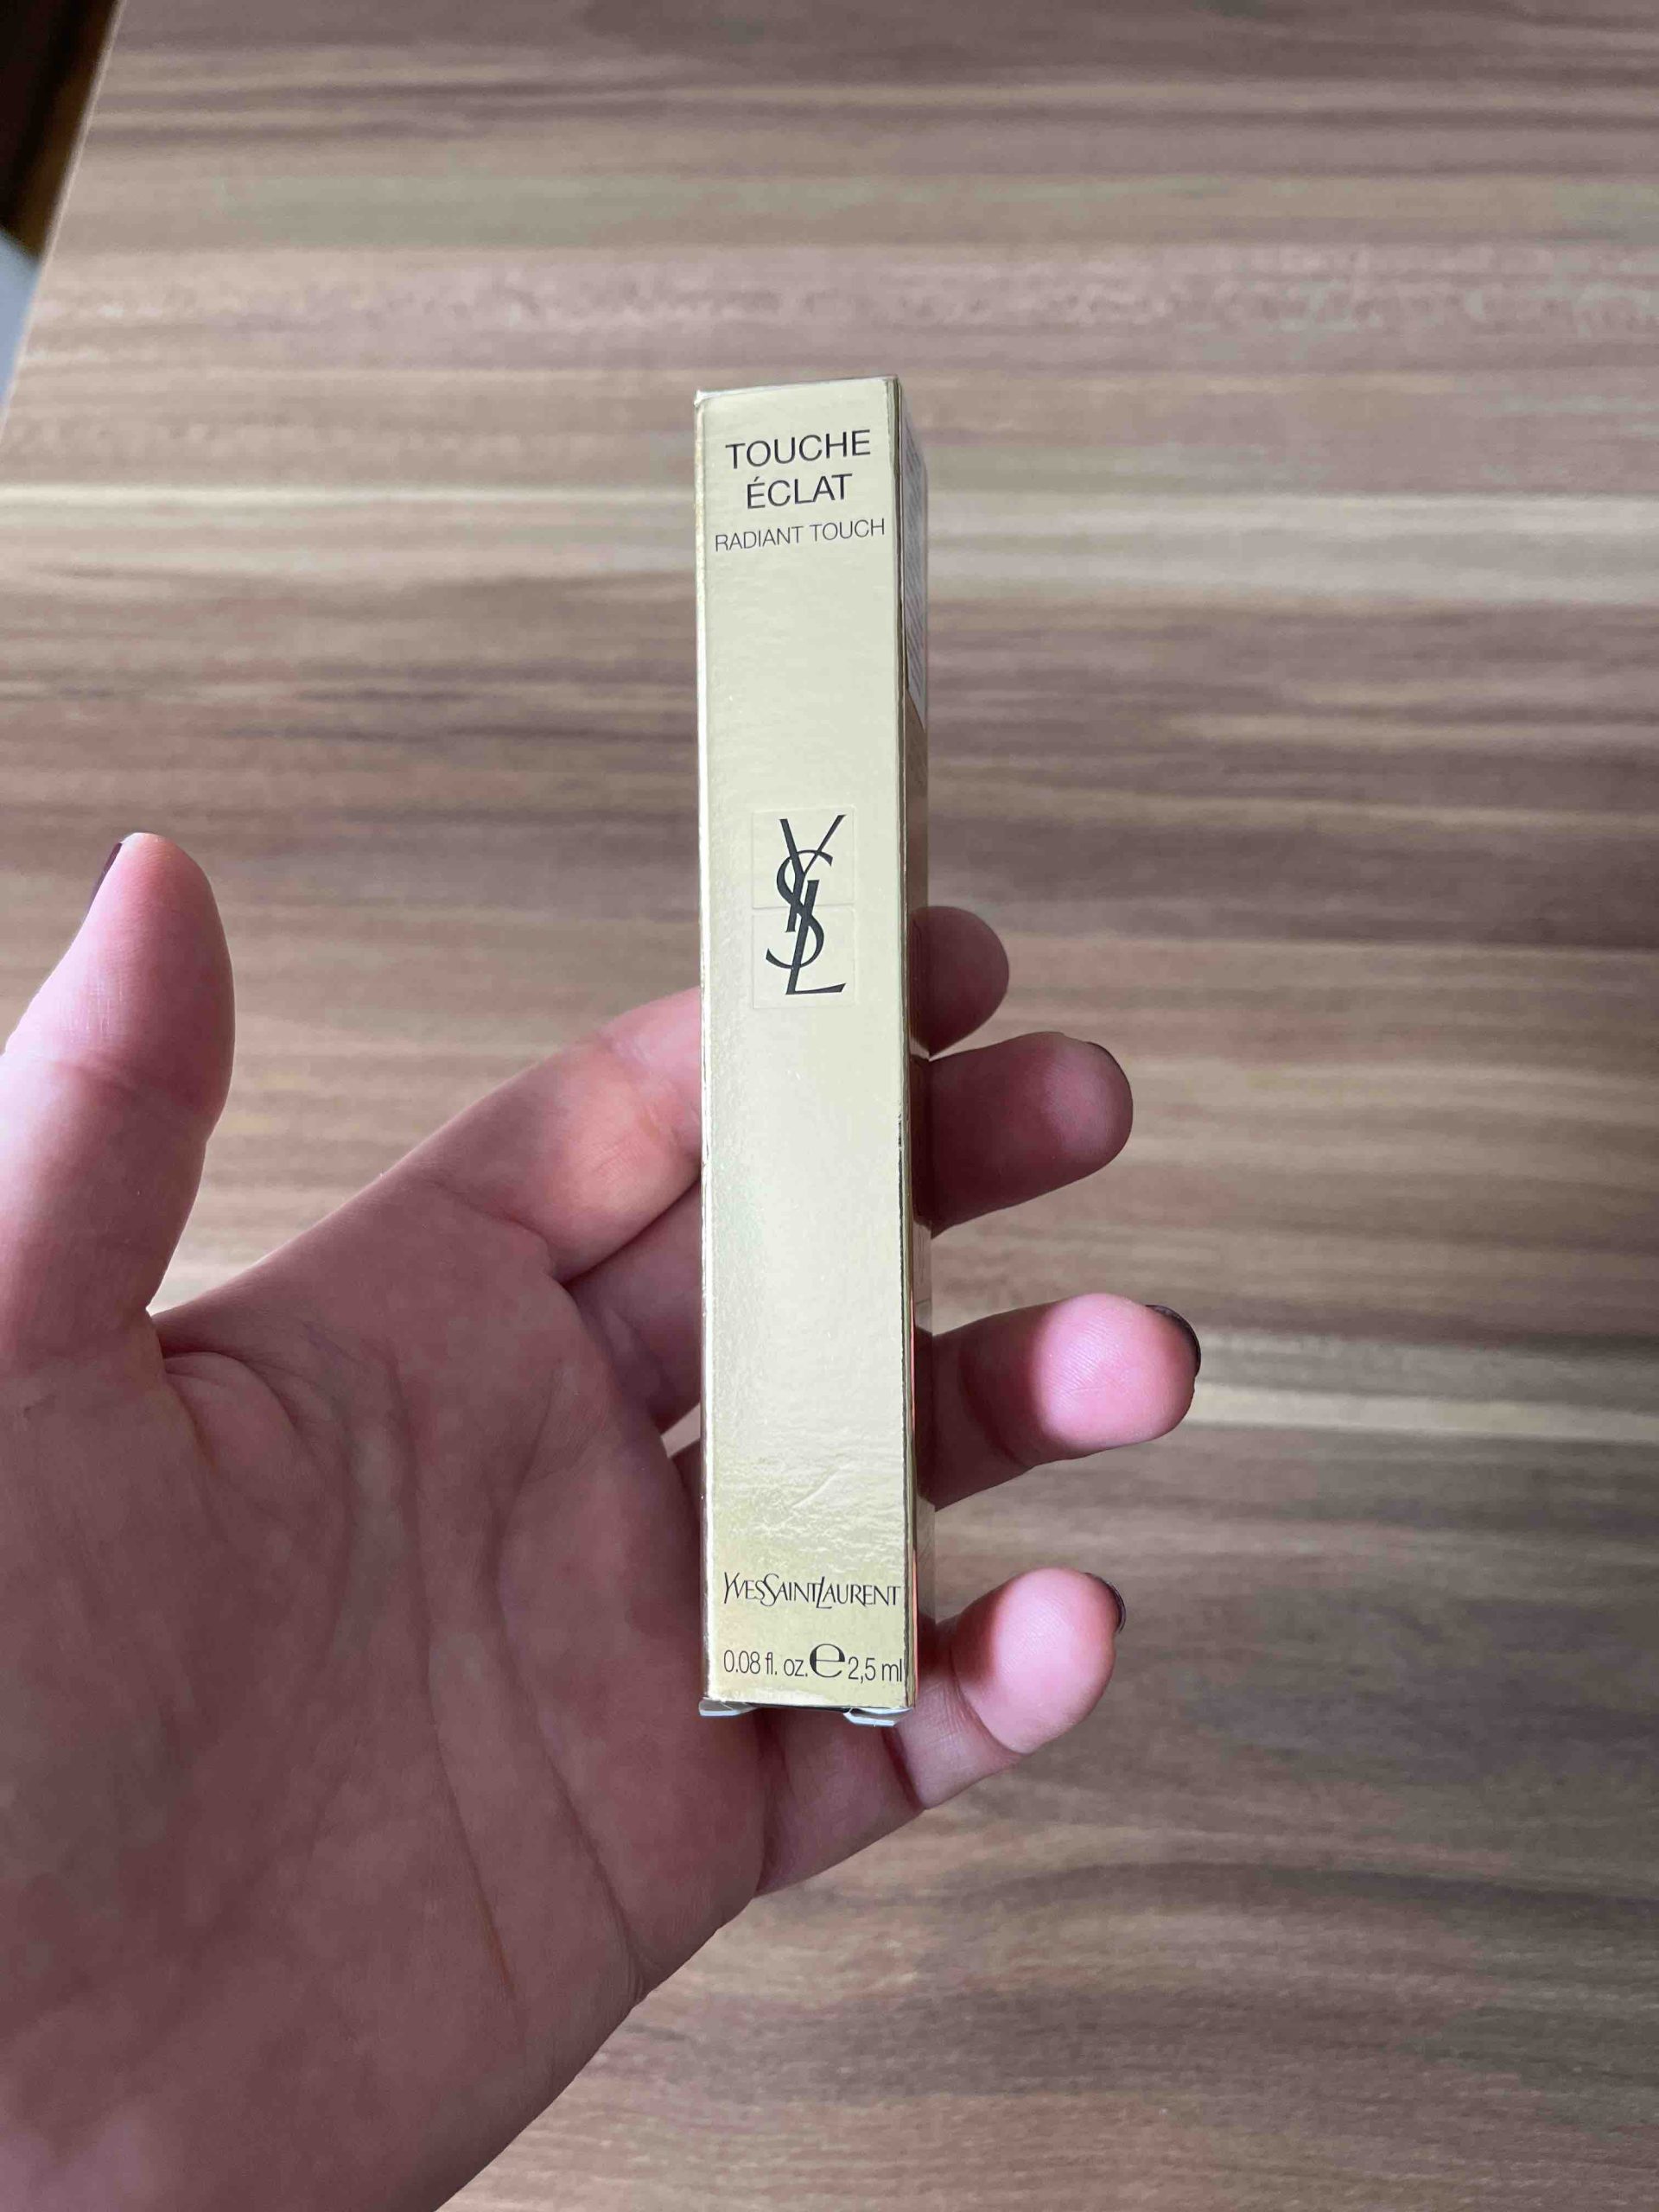 TOUCHE
ÉCLAT
RADIANT TOUCH
YSL
YVESSAINTLAURENT
0.08 fl. oz. e 2,5 ml